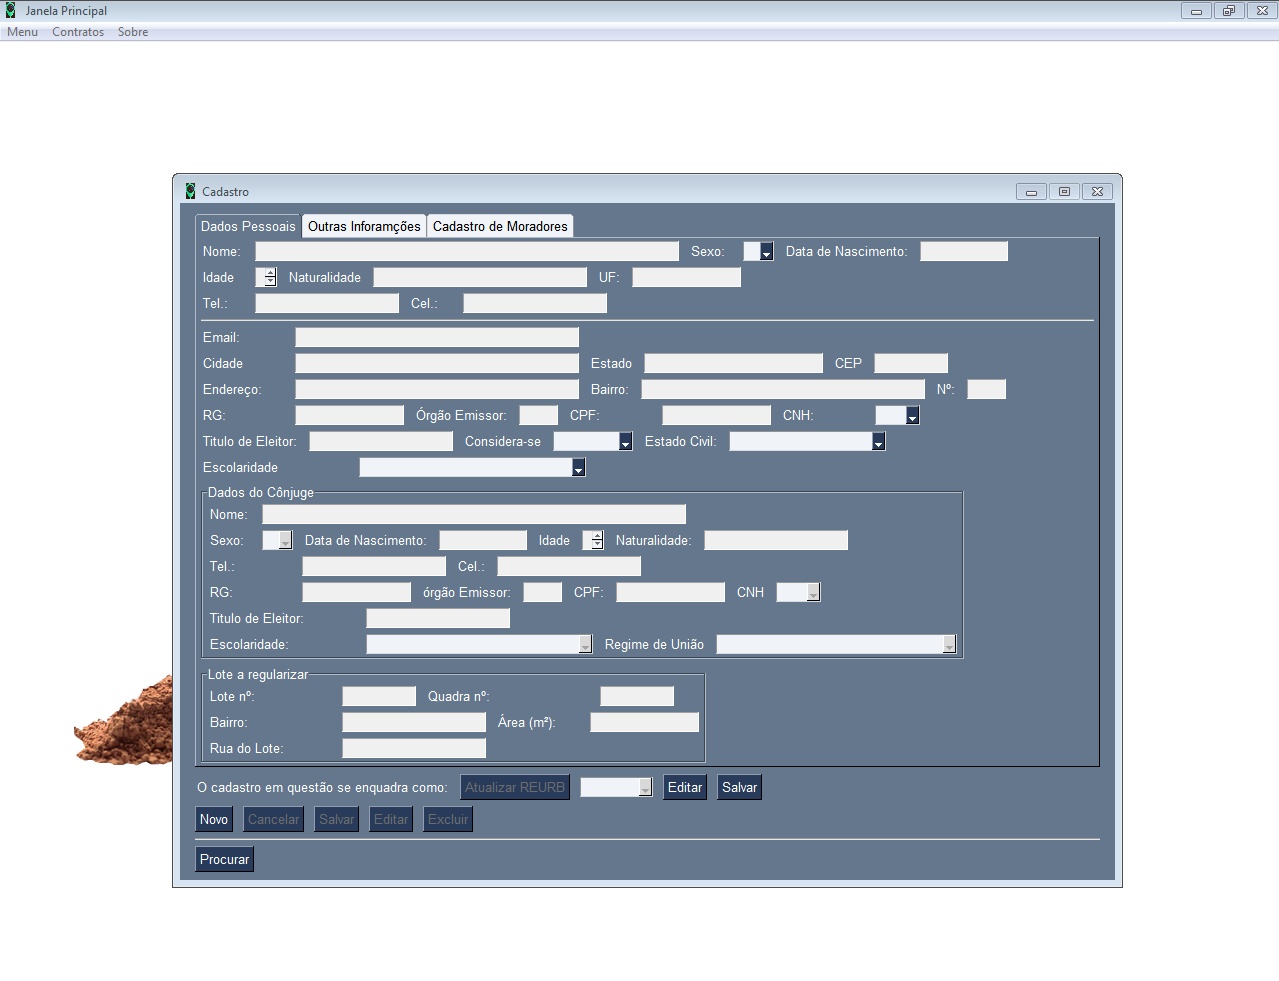 Janela Principal
Menu Contratos Sobre
Cadastro
Dados Pessoais Outras Inforamções Cadastro de Moradores
Nome: Sexo: Data de Nascimento:
Idade Naturalidade UF:
Tel.: Cel.:
Email:
Cidade Estado CEP
Endereço: Bairro: Nº:
RG: Órgão Emissor: CPF: CNH:
Titulo de Eleitor: Considera-se Estado Civil:
Escolaridade
Dados do Cônjuge
Nome:
Sexo: Data de Nascimento: Idade Naturalidade:
Tel.: Cel.:
RG: órgão Emissor: CPF: CNH
Titulo de Eleitor:
Escolaridade: Regime de União
Lote a regularizar
Lote nº: Quadra nº:
Bairro: Área (m²):
Rua do Lote:
O cadastro em questão se enquadra como: Atualizar REURB Editar Salvar
Novo Cancelar Salvar Editar Excluir
Procurar